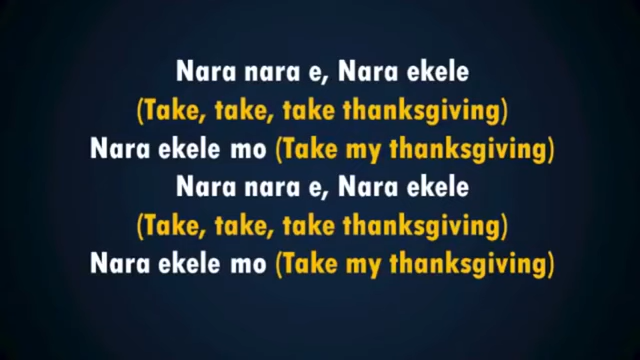 Nara nara e, Nara ekele
(Take, take, take thanksgiving)
Nara ekele mo (Take my thanksgiving)
Nara nara e, Nara ekele
(Take, take, take thanksgiving)
Nara ekele mo (Take my thanksgiving)